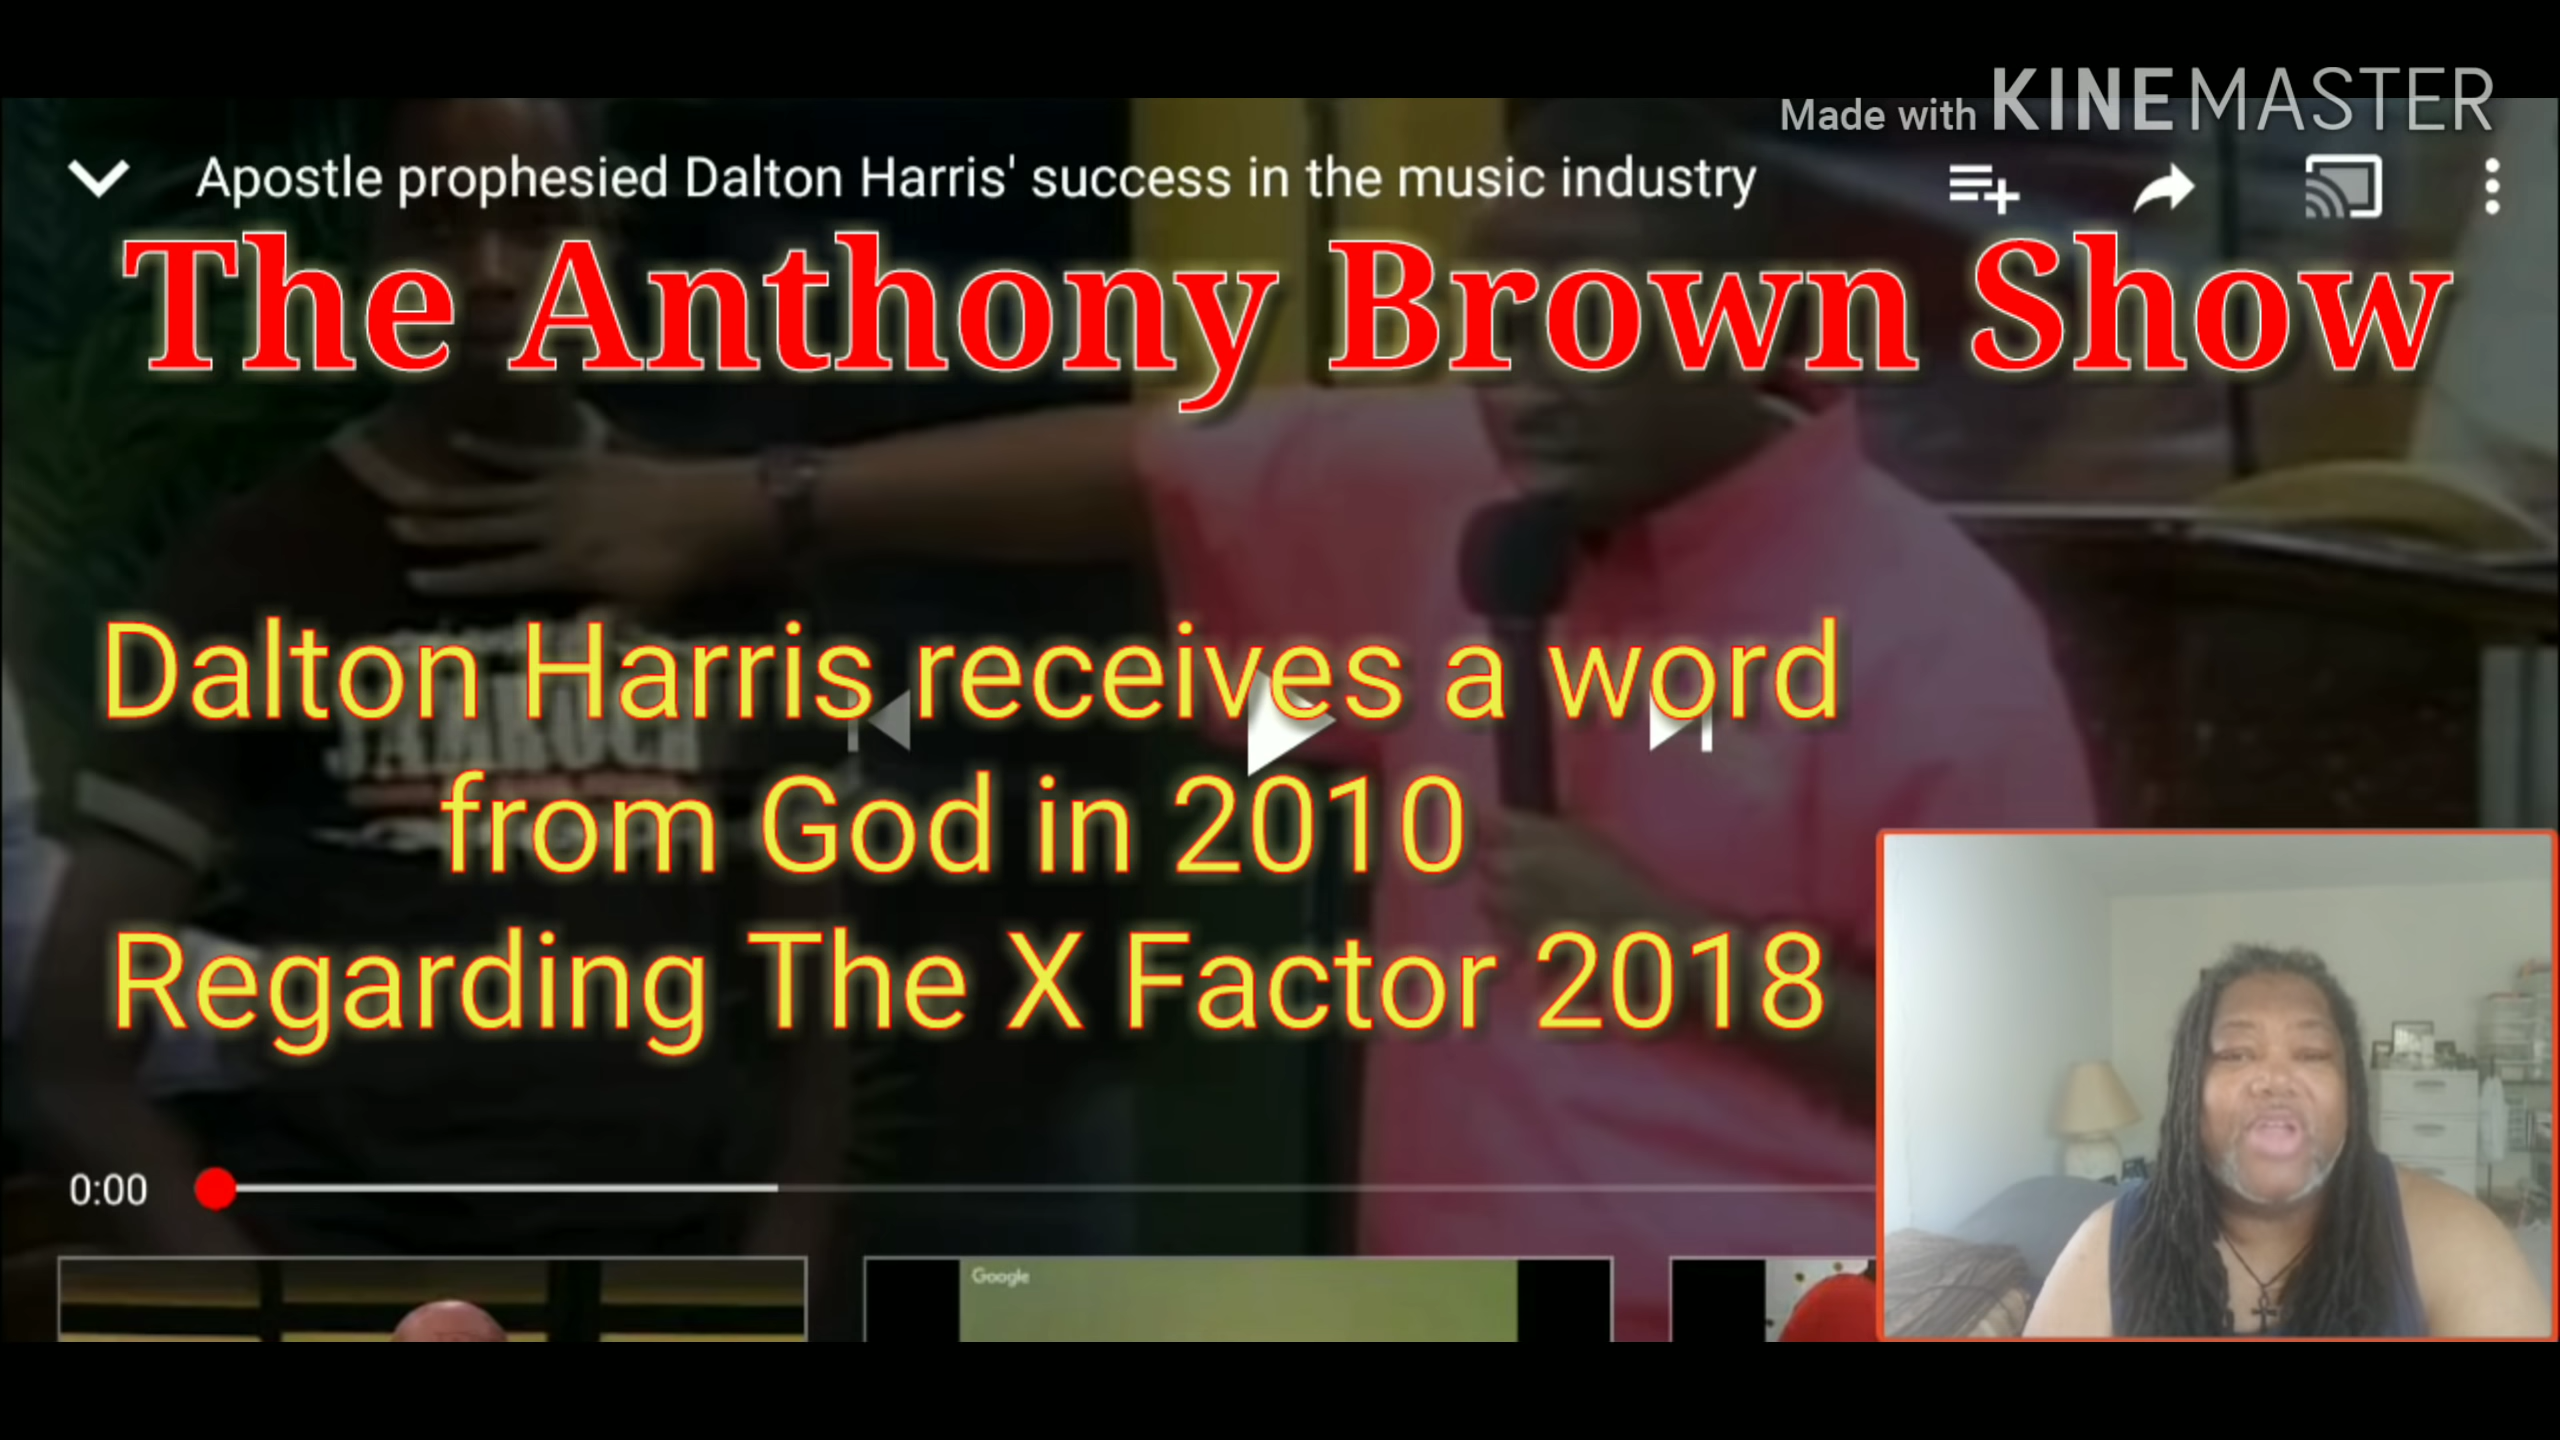 Made with KINEMASTER
Apostle prophesied Dalton Harris' success in the music industry
The Anthony Brown Show
Dalton Harris receives a word
from God in 2010
Regarding The X Factor 2018
0:00
Google